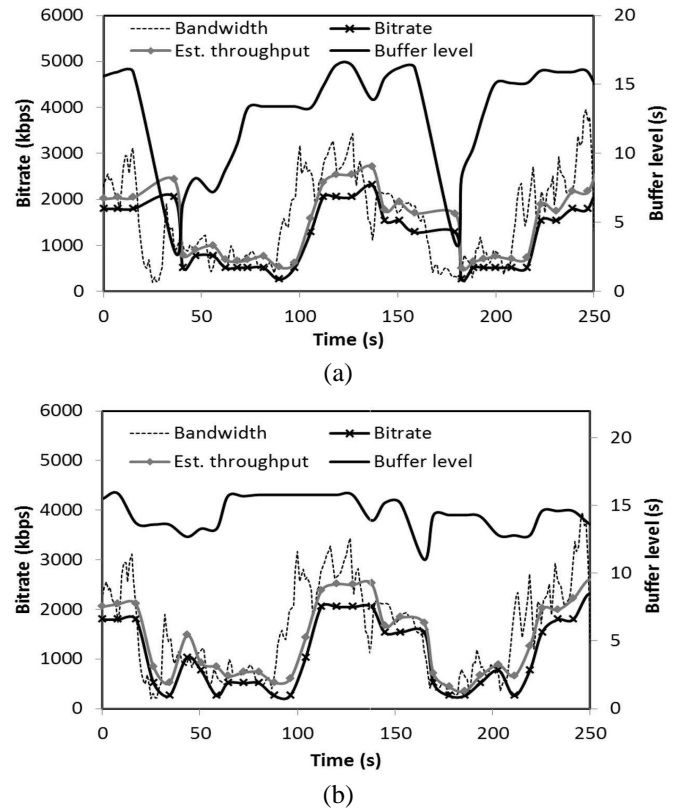 6000
5000
4000
3000
2000
1000
0
20
15
10
5
0
Bandwidth
Bitrate
Est. throughput
Buffer level
Bitrate (kbps)
Buffer level (s)
0 50 100 150 200 250
Time (s)
(a)
6000
5000
4000
3000
2000
1000
0
20
15
10
5
0
Bandwidth
Bitrate
Est. throughput
Buffer level
Bitrate (kbps)
Buffer level (s)
0 50 100 150 200 250
Time (s)
(b)